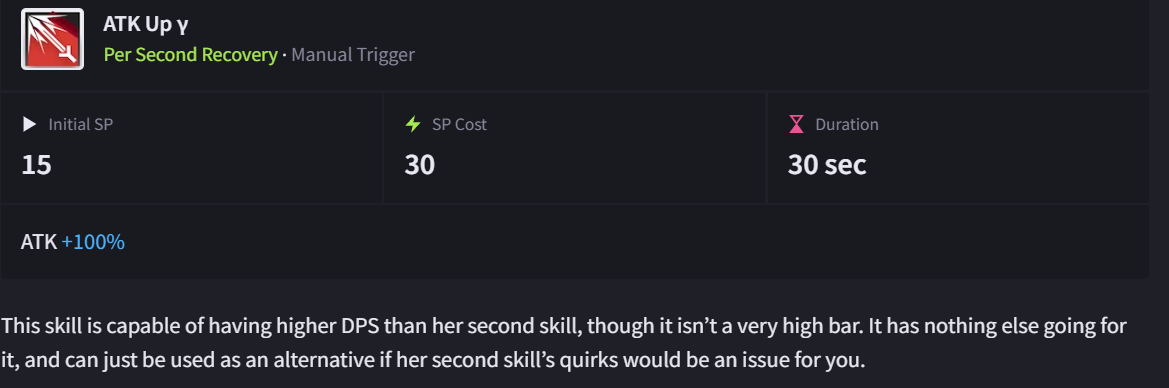 ATK Up γ
Per Second Recovery · Manual Trigger
Initial SP
15
SP Cost
30
Duration
30 sec
ATK +100%
This skill is capable of having higher DPS than her second skill, though it isn’t a very high bar. It has nothing else going for
it, and can just be used as an alternative if her second skill’s quirks would be an issue for you.